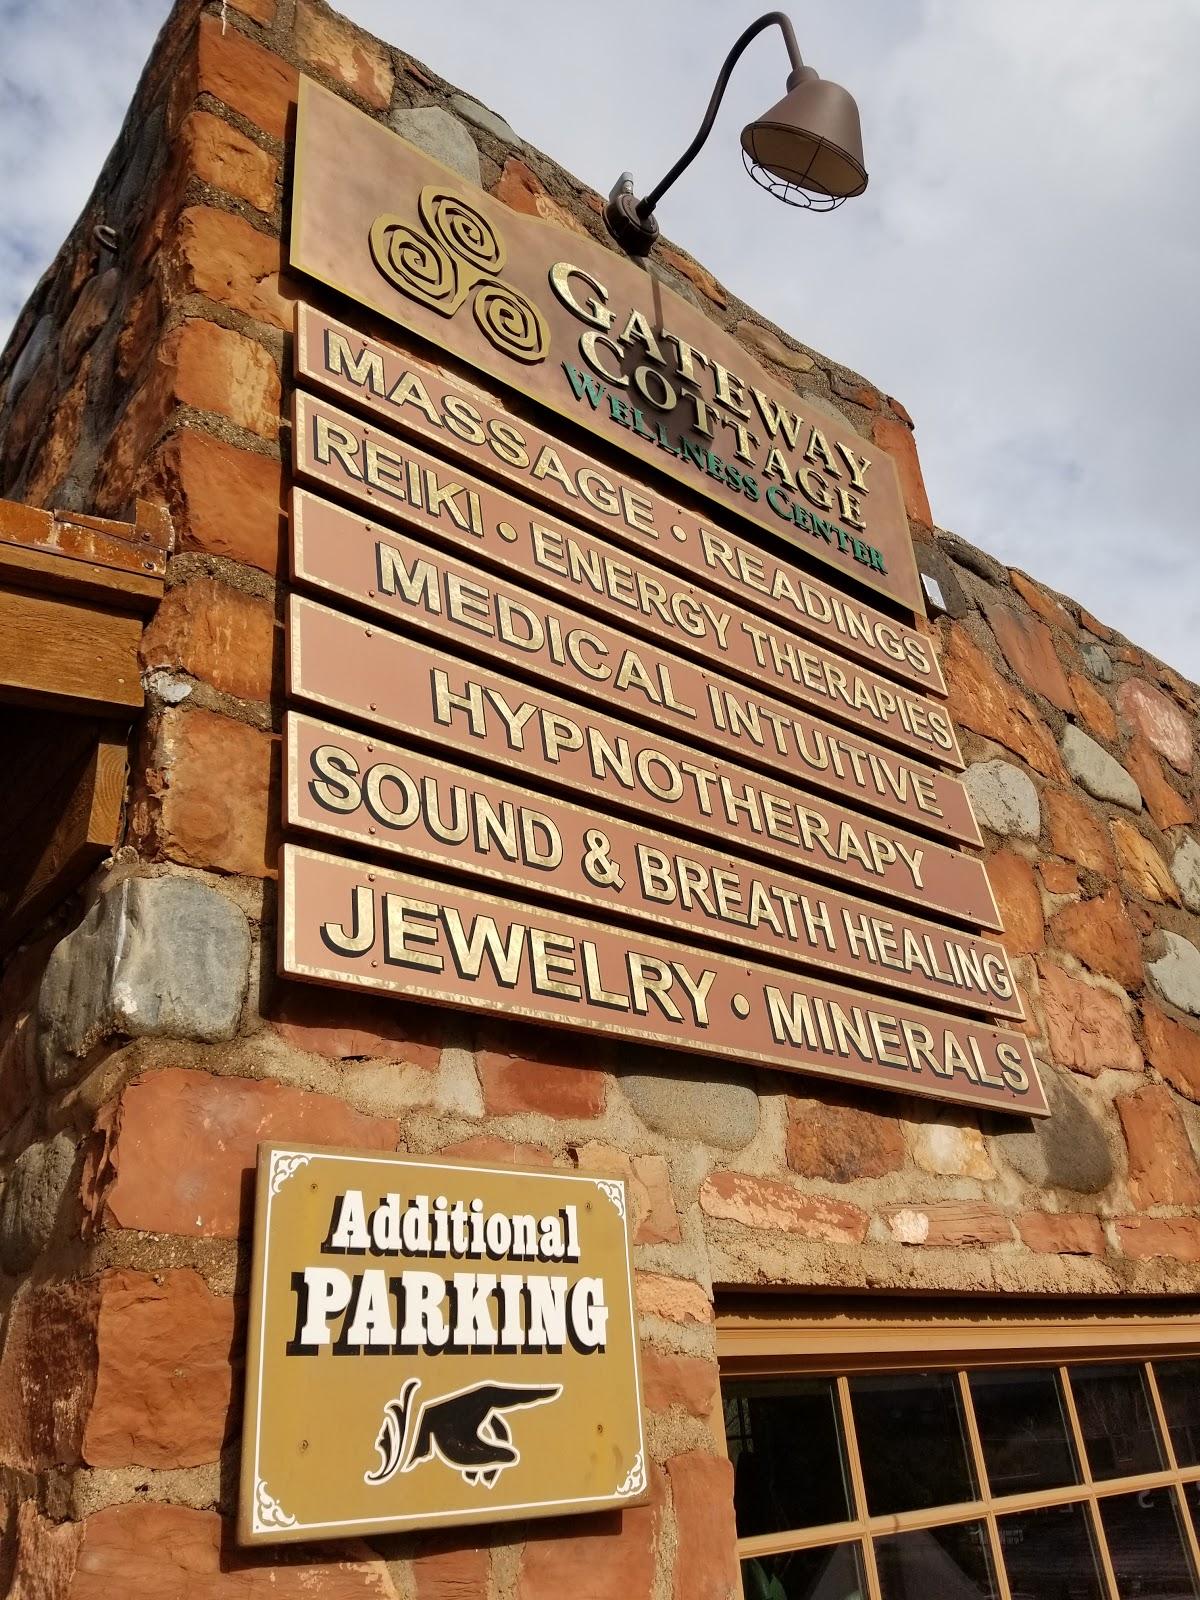 GATEWAY
COTTAGE
WELLNESS CENTER
MASSAGE • READINGS
REIKI • ENERGY THERAPIES
MEDICAL INTUITIVE
HYPNOTHERAPY
SOUND & BREATH HEALING
JEWELRY • MINERALS
Additional
PARKING